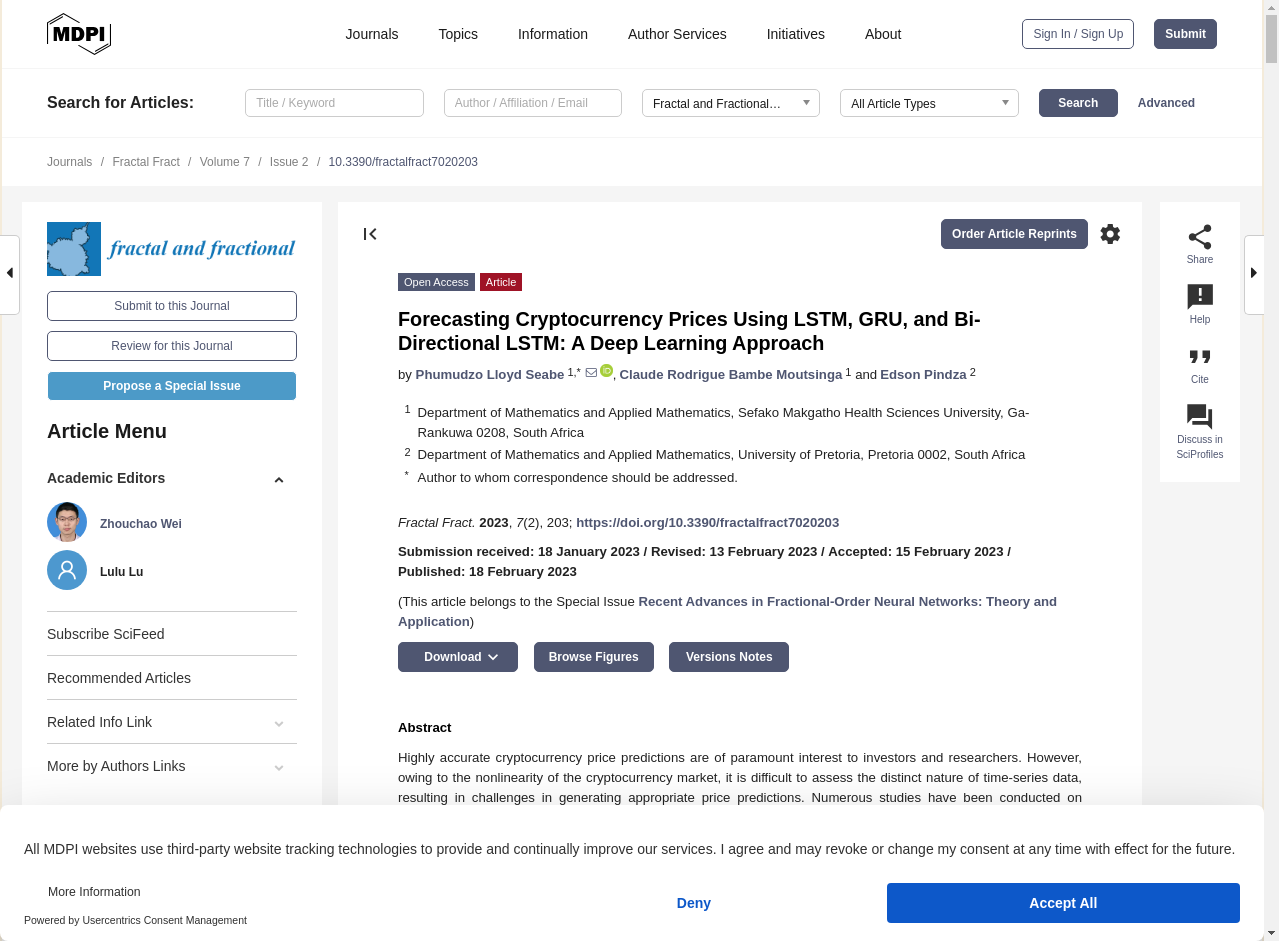 MDPI
Journals Topics Information Author Services Initiatives About
Sign In / Sign Up
Submit
Search for Articles:
Title / Keyword
Author / Affiliation / Email
Fractal and Fractional…
All Article Types
Search
Advanced
Journals / Fractal Fract / Volume 7 / Issue 2 / 10.3390/fractalfract7020203
fractal and fractional
Submit to this Journal
Review for this Journal
Propose a Special Issue
Article Menu
Academic Editors
Zhouchao Wei
Lulu Lu
Subscribe SciFeed
Recommended Articles
Related Info Link
More by Authors Links
Order Article Reprints
Open Access Article
Forecasting Cryptocurrency Prices Using LSTM, GRU, and Bi-
Directional LSTM: A Deep Learning Approach
by Phumudzo Lloyd Seabe 1,* iD, Claude Rodrigue Bambe Moutsinga 1 and Edson Pindza 2
1 Department of Mathematics and Applied Mathematics, Sefako Makgatho Health Sciences University, Ga-
Rankuwa 0208, South Africa
2 Department of Mathematics and Applied Mathematics, University of Pretoria, Pretoria 0002, South Africa
* Author to whom correspondence should be addressed.
Fractal Fract. 2023, 7(2), 203; https://doi.org/10.3390/fractalfract7020203
Submission received: 18 January 2023 / Revised: 13 February 2023 / Accepted: 15 February 2023 /
Published: 18 February 2023
(This article belongs to the Special Issue Recent Advances in Fractional-Order Neural Networks: Theory and
Application)
Download
Browse Figures
Versions Notes
Abstract
Highly accurate cryptocurrency price predictions are of paramount interest to investors and researchers. However,
owing to the nonlinearity of the cryptocurrency market, it is difficult to assess the distinct nature of time-series data,
resulting in challenges in generating appropriate price predictions. Numerous studies have been conducted on
Share
Help
Cite
Discuss in
SciProfiles
All MDPI websites use third-party website tracking technologies to provide and continually improve our services. I agree and may revoke or change my consent at any time with effect for the future.
More Information
Deny
Accept All
Powered by Usercentrics Consent Management